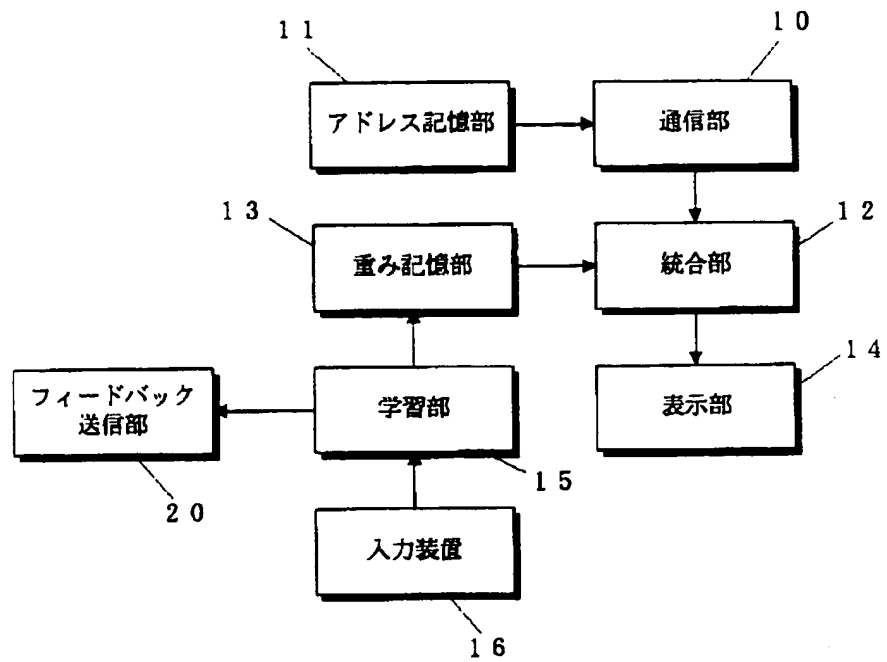 11
10
アドレス記憶部
通信部
13
12
重み記憶部
統合部
14
フィードバック
送信部
学習部
表示部
15
20
入力装置
16